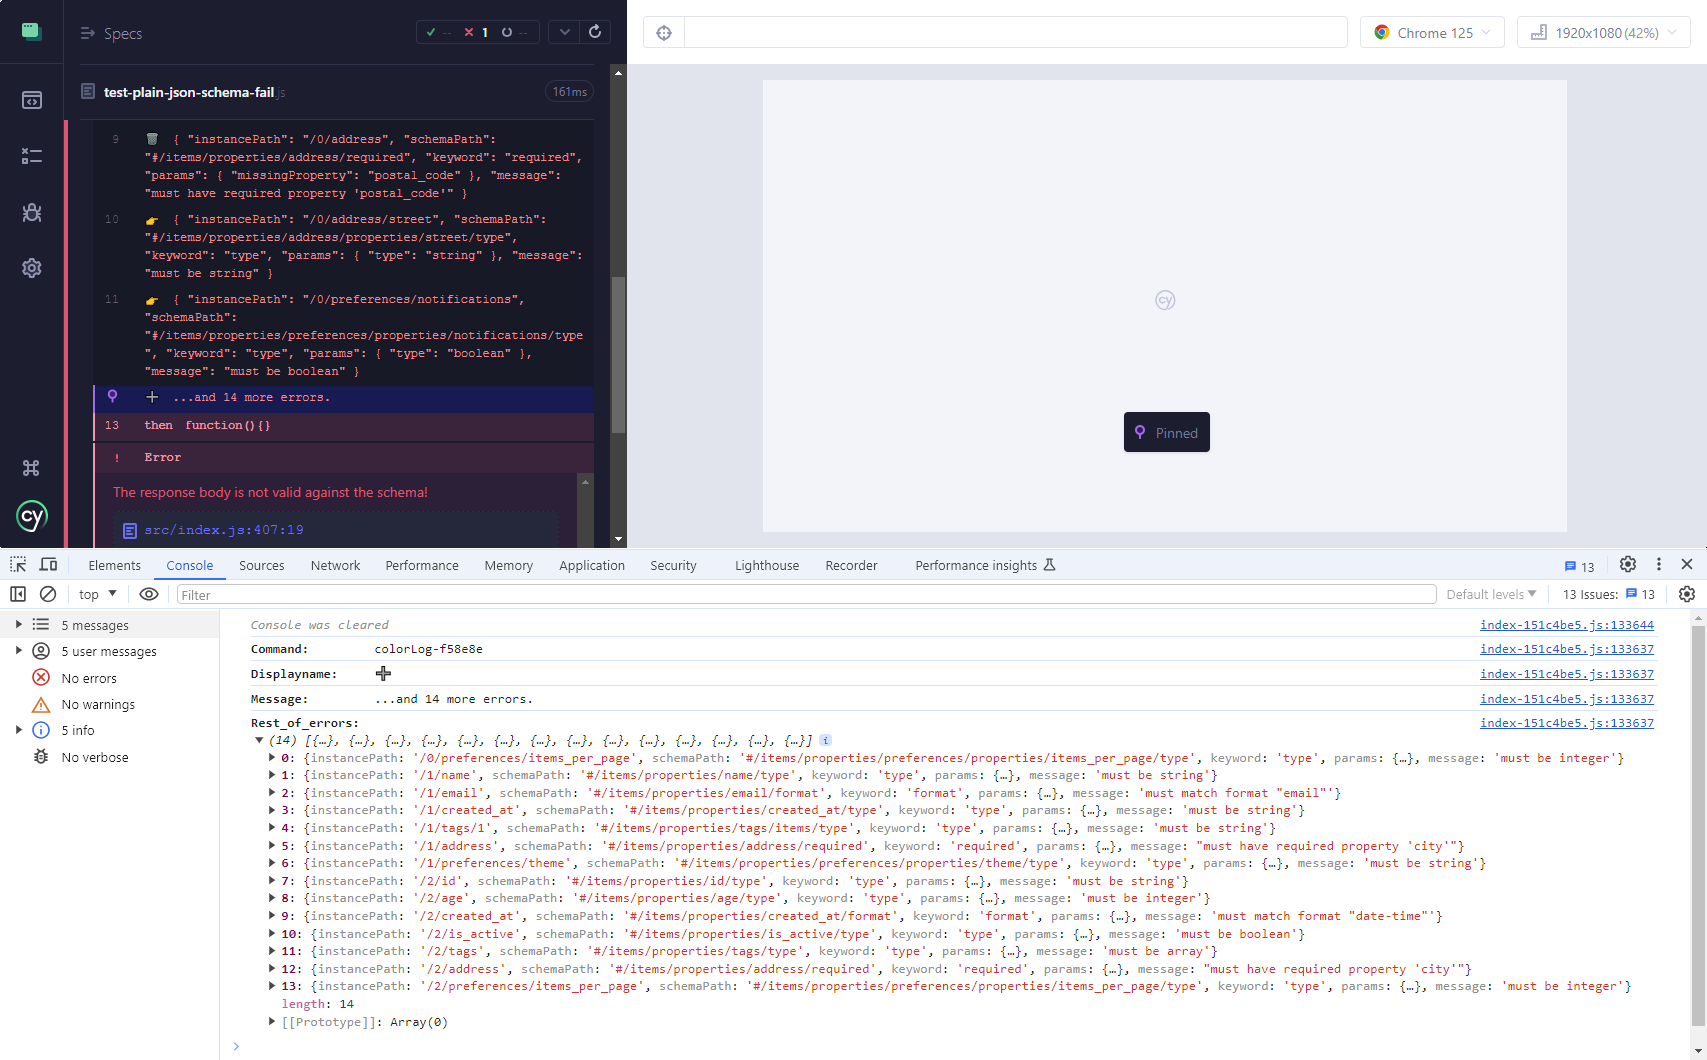 Specs
-- 1 --
test-plain-json-schema-fail.js 161ms
9 { "instancePath": "/0/address", "schemaPath":
"#/items/properties/address/required", "keyword": "required",
"params": { "missingProperty": "postal_code" }, "message":
"must have required property 'postal_code'" }
10 { "instancePath": "/0/address/street", "schemaPath":
"#/items/properties/address/properties/street/type",
"keyword": "type", "params": { "type": "string" }, "message":
"must be string" }
11 { "instancePath": "/0/preferences/notifications",
"schemaPath":
"#/items/properties/preferences/properties/notifications/type
", "keyword": "type", "params": { "type": "boolean" },
"message": "must be boolean" }
...and 14 more errors.
13 then function(){}
! Error
The response body is not valid against the schema!
src/index.js:407:19
cy
Chrome 125
1920x1080 (42%)
cy
Pinned
Elements Console Sources Network Performance Memory Application Security Lighthouse Recorder Performance insights 13
top Filter Default levels 13 Issues: 13
5 messages
5 user messages
No errors
No warnings
5 info
No verbose
Console was cleared index-151c4be5.js:133644
Command: colorLog-f58e8e index-151c4be5.js:133637
Displayname: index-151c4be5.js:133637
Message: ...and 14 more errors. index-151c4be5.js:133637
Rest_of_errors: index-151c4be5.js:133637
(14) [{…}, {…}, {…}, {…}, {…}, {…}, {…}, {…}, {…}, {…}, {…}, {…}, {…}, {…}] i
0: {instancePath: '/0/preferences/items_per_page', schemaPath: '#/items/properties/preferences/properties/items_per_page/type', keyword: 'type', params: {…}, message: 'must be integer'}
1: {instancePath: '/1/name', schemaPath: '#/items/properties/name/type', keyword: 'type', params: {…}, message: 'must be string'}
2: {instancePath: '/1/email', schemaPath: '#/items/properties/email/format', keyword: 'format', params: {…}, message: 'must match format "email"'}
3: {instancePath: '/1/created_at', schemaPath: '#/items/properties/created_at/type', keyword: 'type', params: {…}, message: 'must be string'}
4: {instancePath: '/1/tags/1', schemaPath: '#/items/properties/tags/items/type', keyword: 'type', params: {…}, message: 'must be string'}
5: {instancePath: '/1/address', schemaPath: '#/items/properties/address/required', keyword: 'required', params: {…}, message: "must have required property 'city'"}
6: {instancePath: '/1/preferences/theme', schemaPath: '#/items/properties/preferences/properties/theme/type', keyword: 'type', params: {…}, message: 'must be string'}
7: {instancePath: '/2/id', schemaPath: '#/items/properties/id/type', keyword: 'type', params: {…}, message: 'must be string'}
8: {instancePath: '/2/age', schemaPath: '#/items/properties/age/type', keyword: 'type', params: {…}, message: 'must be integer'}
9: {instancePath: '/2/created_at', schemaPath: '#/items/properties/created_at/format', keyword: 'format', params: {…}, message: 'must match format "date-time"'}
10: {instancePath: '/2/is_active', schemaPath: '#/items/properties/is_active/type', keyword: 'type', params: {…}, message: 'must be boolean'}
11: {instancePath: '/2/tags', schemaPath: '#/items/properties/tags/type', keyword: 'type', params: {…}, message: 'must be array'}
12: {instancePath: '/2/address', schemaPath: '#/items/properties/address/required', keyword: 'required', params: {…}, message: "must have required property 'city'"}
13: {instancePath: '/2/preferences/items_per_page', schemaPath: '#/items/properties/preferences/properties/items_per_page/type', keyword: 'type', params: {…}, message: 'must be integer'}
length: 14
[[Prototype]]: Array(0)